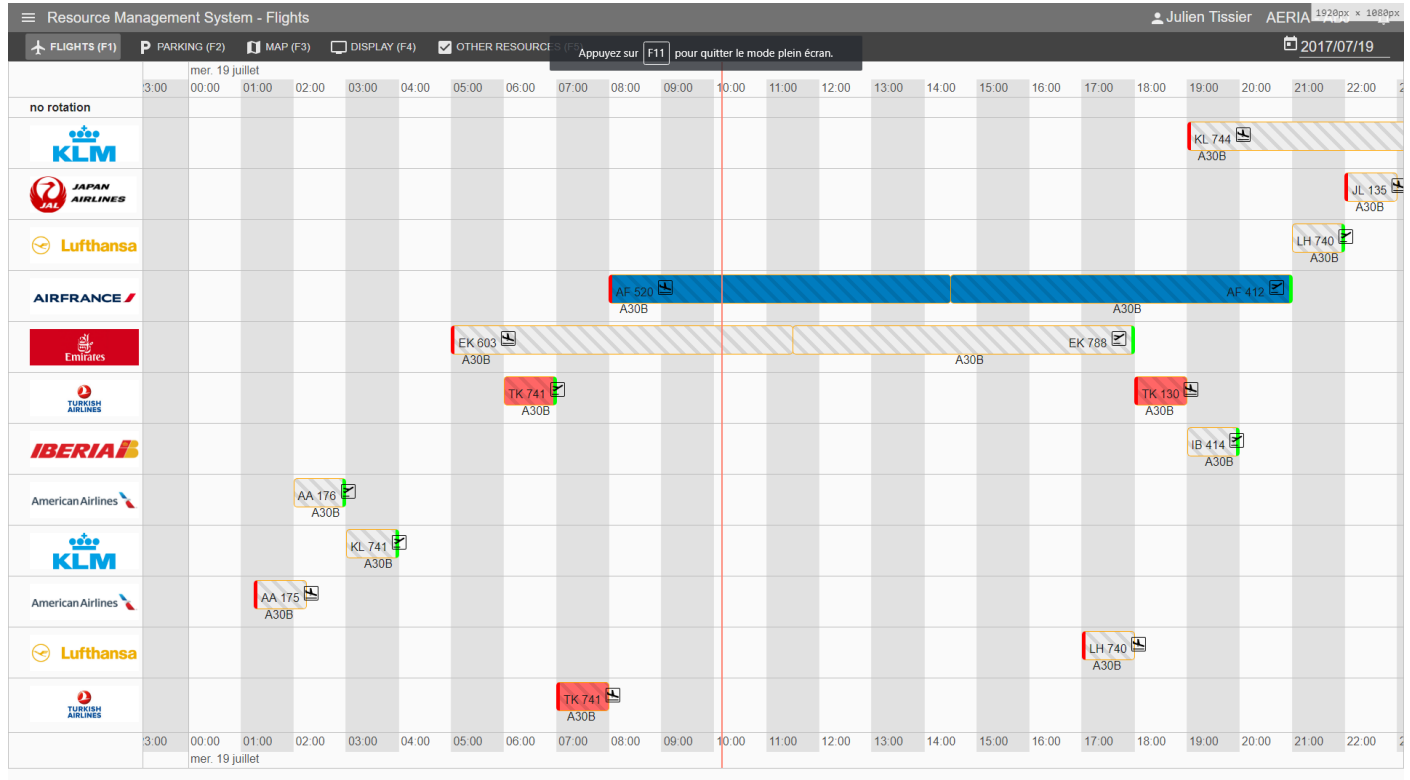 Resource Management System - Flights
Julien Tissier
AERIA
1920px × 1080px
FLIGHTS (F1)
PARKING (F2)
MAP (F3)
DISPLAY (F4)
OTHER RESOURCES (F5)
Appuyez sur F11 pour quitter le mode plein écran.
2017/07/19
mer. 19 juillet
3:00 00:00 01:00 02:00 03:00 04:00 05:00 06:00 07:00 08:00 09:00 10:00 11:00 12:00 13:00 14:00 15:00 16:00 17:00 18:00 19:00 20:00 21:00 22:00 2
no rotation
KLM
KL 744
A30B
JAL
JAPAN
AIRLINES
JL 135
A30B
Lufthansa
LH 740
A30B
AIRFRANCE
AF 520
AF 412
A30B
A30B
Emirates
EK 603
EK 788
A30B
A30B
TURKISH
AIRLINES
TK 741
TK 130
A30B
A30B
IBERIA
IB 414
A30B
American Airlines
AA 176
A30B
KLM
KL 741
A30B
American Airlines
AA 175
A30B
Lufthansa
LH 740
A30B
TURKISH
AIRLINES
TK 741
A30B
3:00 00:00 01:00 02:00 03:00 04:00 05:00 06:00 07:00 08:00 09:00 10:00 11:00 12:00 13:00 14:00 15:00 16:00 17:00 18:00 19:00 20:00 21:00 22:00 2
mer. 19 juillet